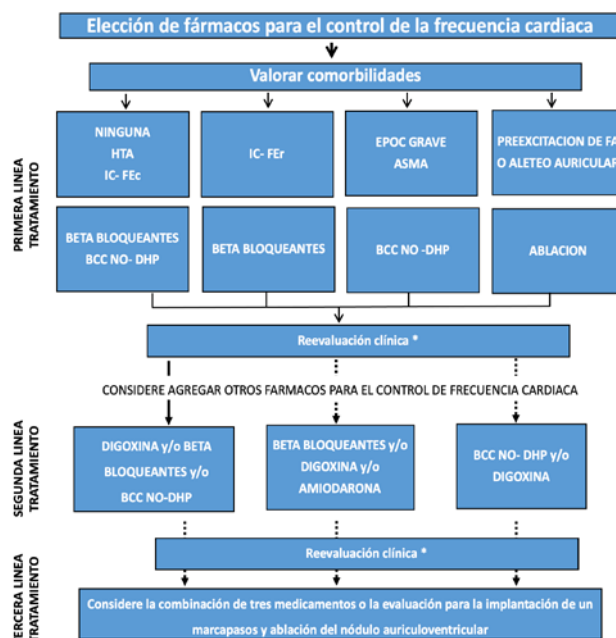 Elección de fármacos para el control de la frecuencia cardiaca
Valorar comorbilidades
PRIMERA LINEA
TRATAMIENTO
NINGUNA
HTA
IC- FEc
IC- FEr
EPOC GRAVE
ASMA
PREEXCITACION DE FA
O ALETEO AURICULAR
BETA BLOQUEANTES
BCC NO- DHP
BETA BLOQUEANTES
BCC NO -DHP
ABLACION
Reevaluación clínica *
CONSIDERE AGREGAR OTROS FARMACOS PARA EL CONTROL DE FRECUENCIA CARDIACA
SEGUNDA LINEA
TRATAMIENTO
DIGOXINA y/o BETA
BLOQUEANTES y/o
BCC NO-DHP
BETA BLOQUEANTES y/o
DIGOXINA y/o
AMIODARONA
BCC NO- DHP y/o
DIGOXINA
Reevaluación clínica *
ERCERA LINEA
TRATAMIENTO
Considere la combinación de tres medicamentos o la evaluación para la implantación de un
marcapasos y ablación del nódulo auriculoventricular